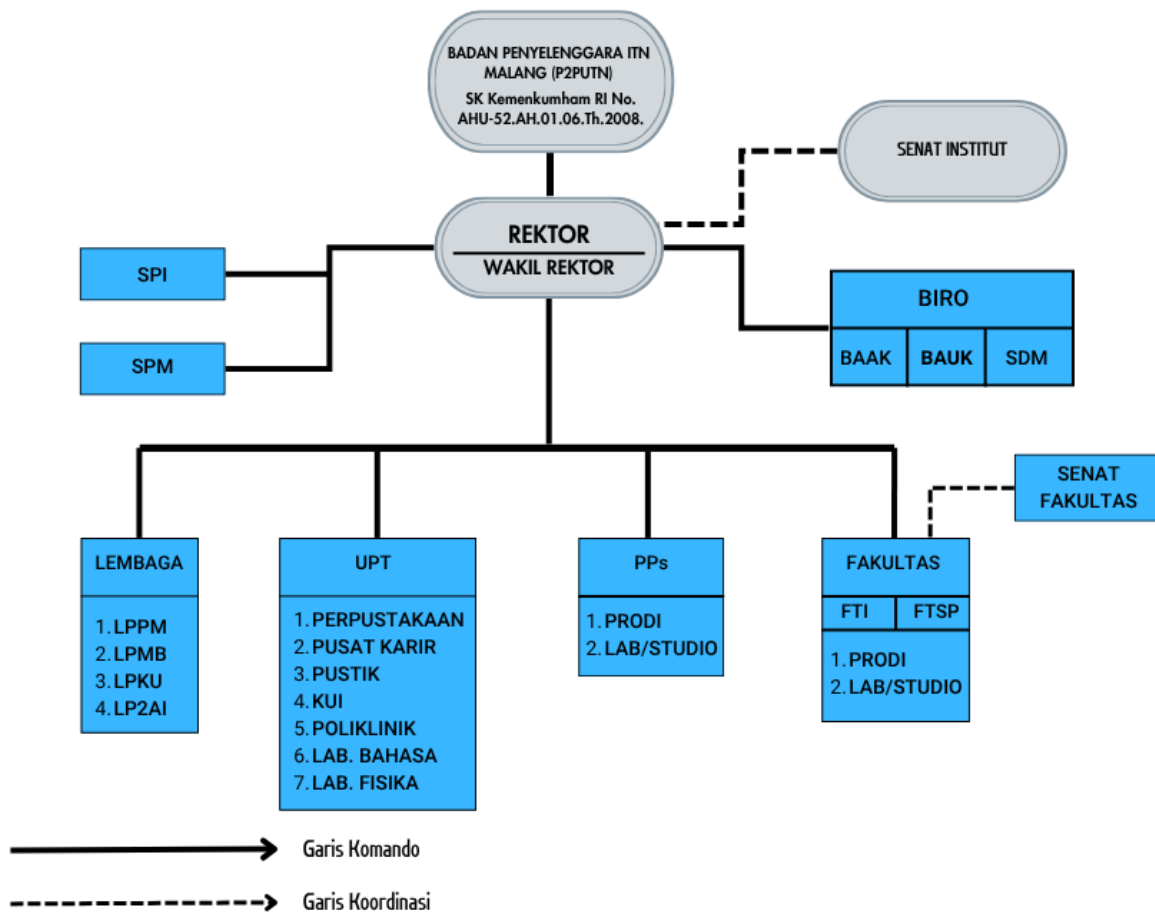 BADAN PENYELENGGARA ITN
MALANG (P2PUTN)
SK Kemenkumham RI No.
AHU-52.AH.01.06.Th.2008.
SENAT INSTITUT
REKTOR
WAKIL REKTOR
SPI
SPM
BIRO
BAAK
BAUK
SDM
SENAT
FAKULTAS
LEMBAGA
1. LPPM
2. LPMB
3. LPKU
4. LP2AI
UPT
1. PERPUSTAKAAN
2. PUSAT KARIR
3. PUSTIK
4. KUI
5. POLIKLINIK
6. LAB. BAHASA
7. LAB. FISIKA
PPs
1. PRODI
2. LAB/STUDIO
FAKULTAS
FTI
FTSP
1. PRODI
2. LAB/STUDIO
Garis Komando
Garis Koordinasi